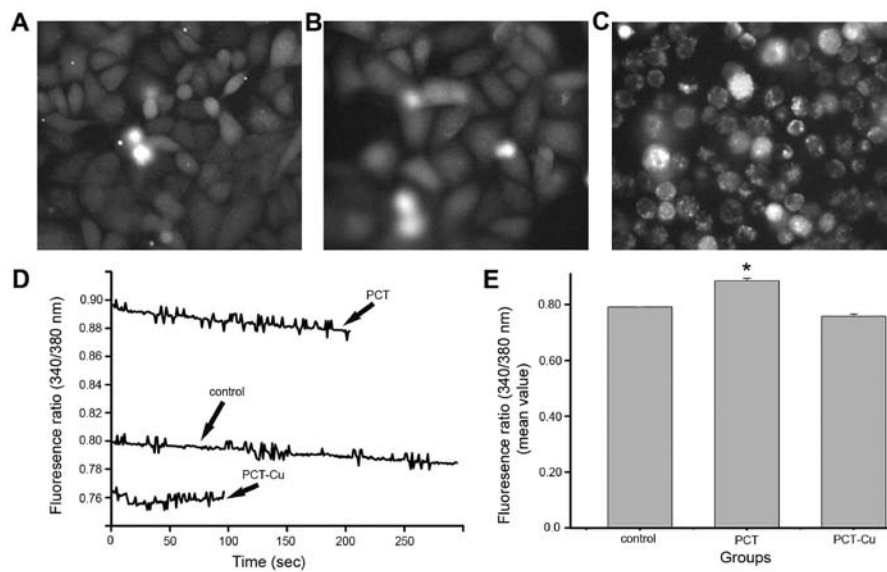 A
B
C
D
Fluoresence ratio (340/380 nm)
0.90
0.88
0.86
0.84
0.82
0.80
0.78
0.76
PCT
control
PCT-Cu
0
50
100
150
200
250
Time (sec)
E
*
Fluoresence ratio (340/380 nm)
(mean value)
0.80
0.60
0.40
0.20
0.0
control
PCT
PCT-Cu
Groups